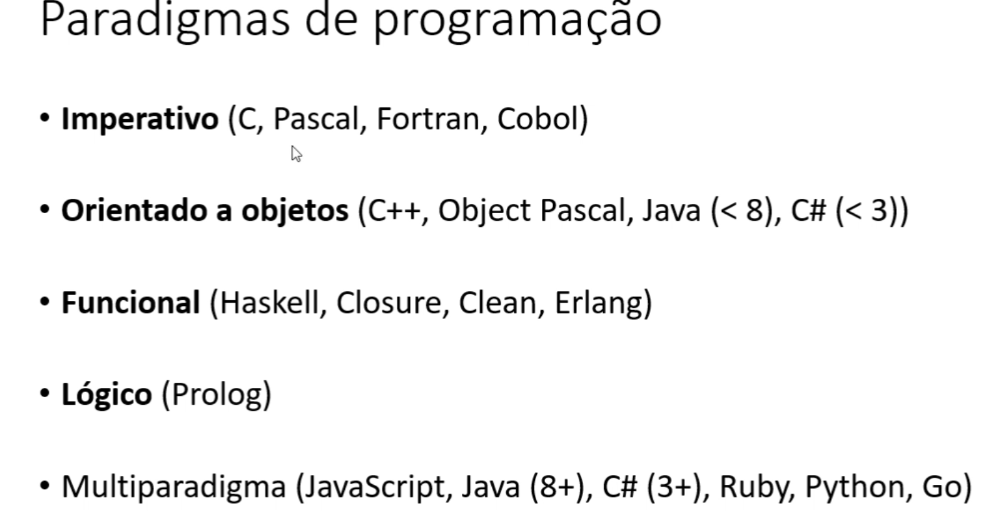 Paradigmas de programação
• Imperativo (C, Pascal, Fortran, Cobol)
• Orientado a objetos (C++, Object Pascal, Java (< 8), C# (< 3))
• Funcional (Haskell, Closure, Clean, Erlang)
• Lógico (Prolog)
• Multiparadigma (JavaScript, Java (8+), C# (3+), Ruby, Python, Go)